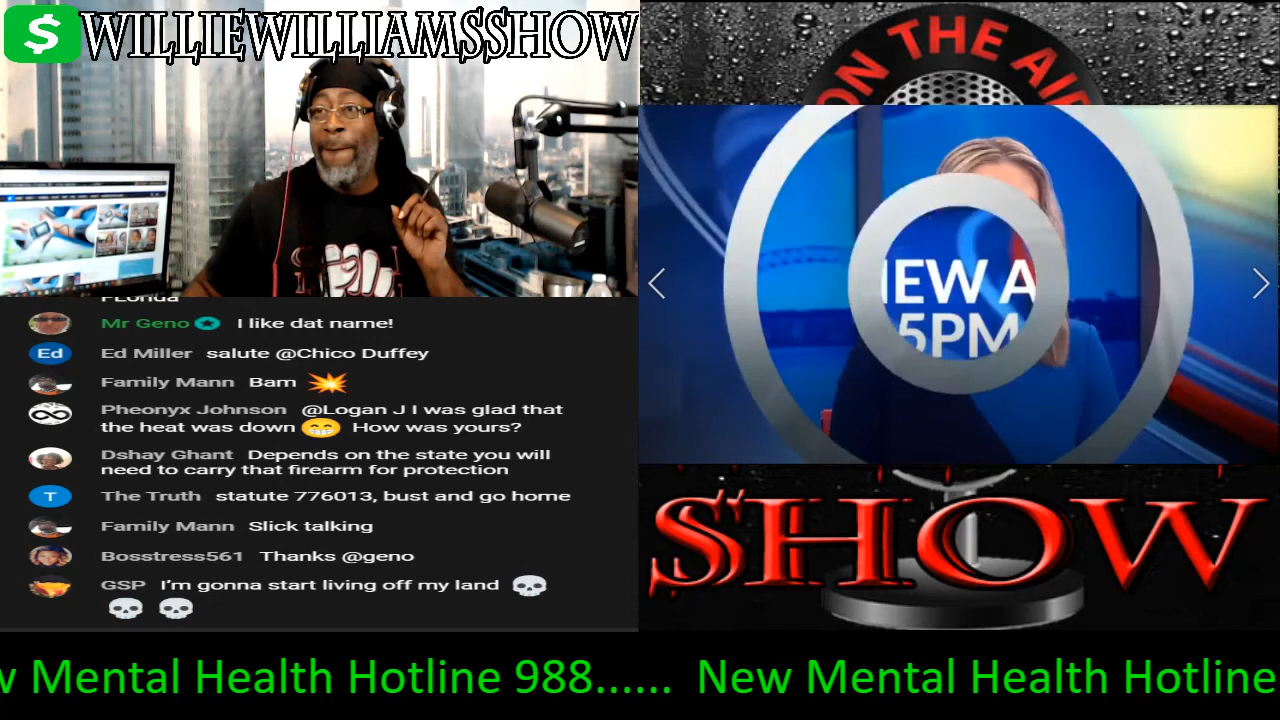 $ WILLIEWILLIAMSSHOW
ON THE AIR
FLorida
Mr Geno I like dat name!
Ed
Ed Miller salute @Chico Duffey
Family Mann Bam 💥
Pheonyx Johnson @Logan J I was glad that
the heat was down 😁 How was yours?
Dshay Ghant Depends on the state you will
need to carry that firearm for protection
T
The Truth statute 776013, bust and go home
Family Mann Slick talking
Bosstress561 Thanks @geno
GSP I'm gonna start living off my land 💀
💀 💀
IEW A
5PM
SHOW
w Mental Health Hotline 988...... New Mental Health Hotline